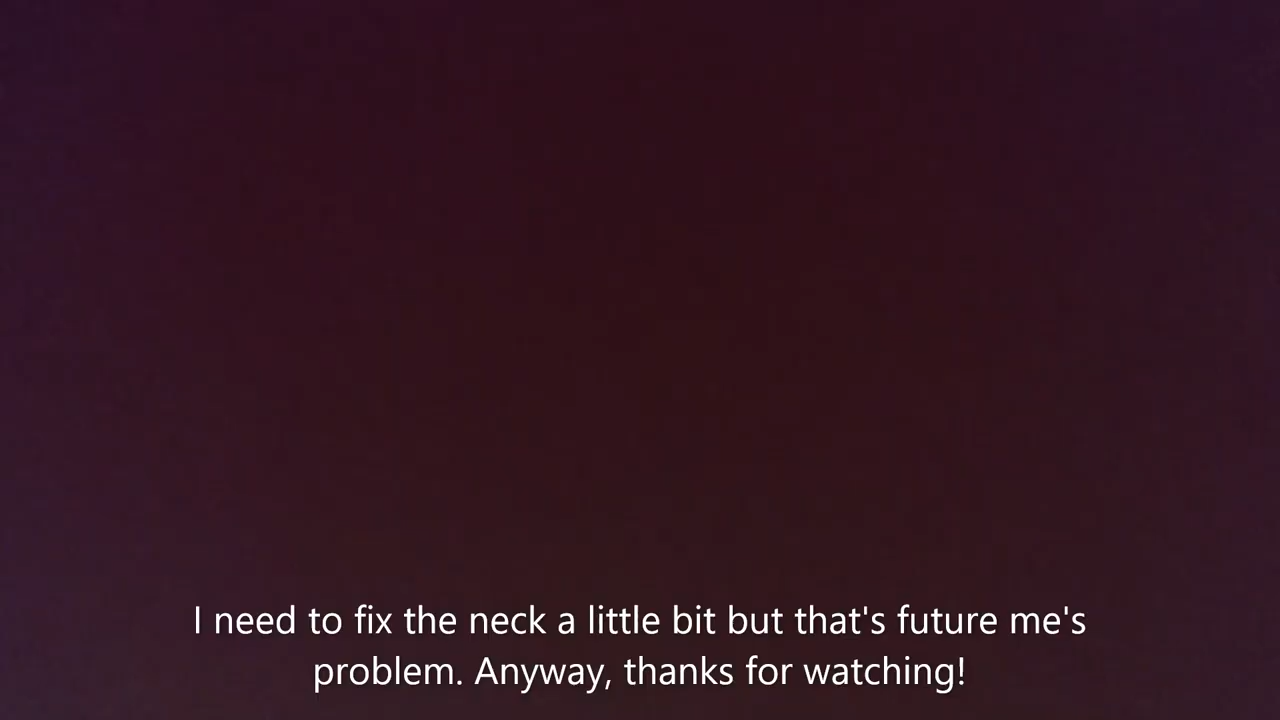 I need to fix the neck a little bit but that's future me's
problem. Anyway, thanks for watching!